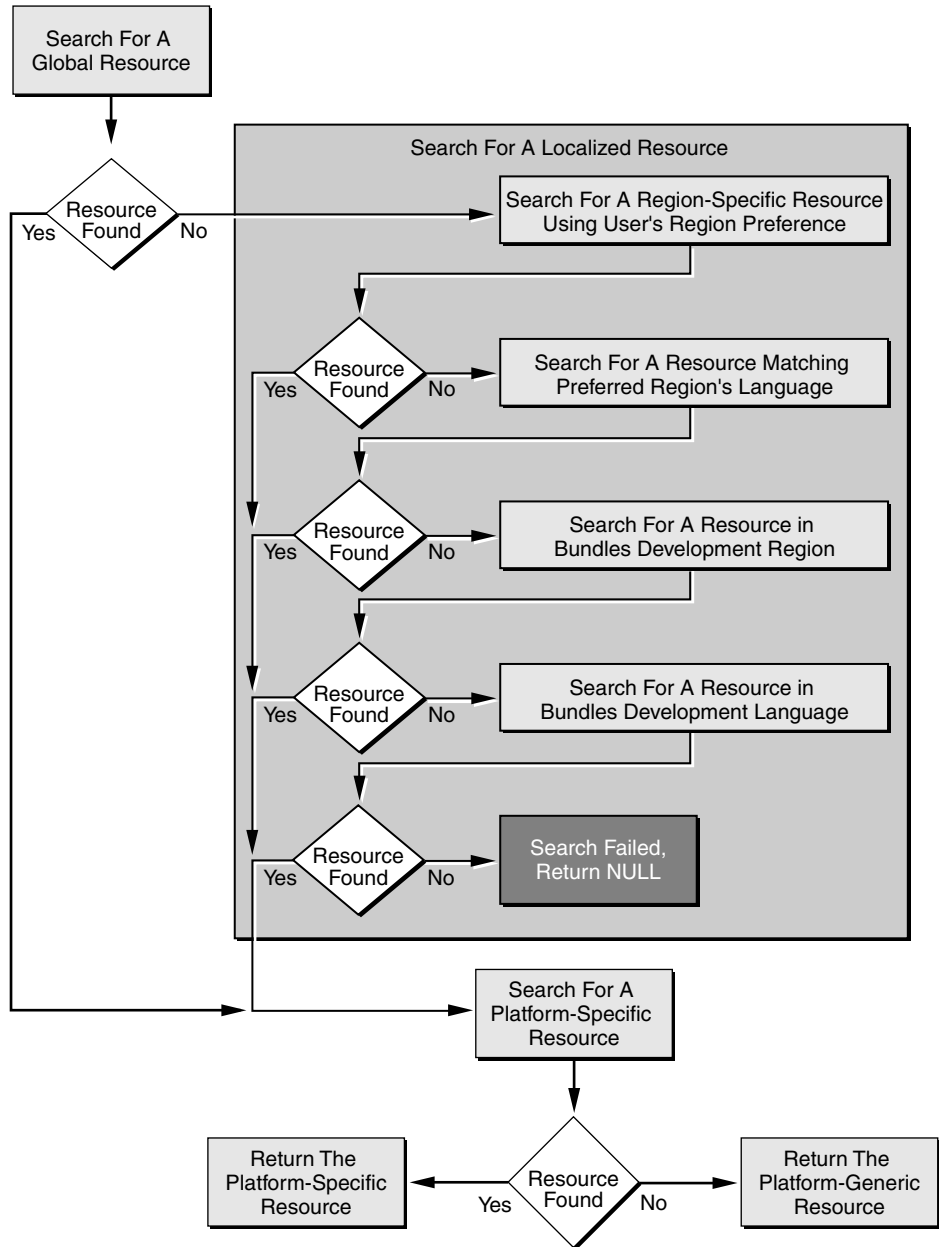 Search For A
Global Resource
Search For A Localized Resource
Resource
Found
Yes
No
Search For A Region-Specific Resource
Using User's Region Preference
Resource
Found
Yes
No
Search For A Resource Matching
Preferred Region's Language
Resource
Found
Yes
No
Search For A Resource in
Bundles Development Region
Resource
Found
Yes
No
Search For A Resource in
Bundles Development Language
Resource
Found
Yes
No
Search Failed,
Return NULL
Search For A
Platform-Specific
Resource
Return The
Platform-Specific
Resource
Yes
Resource
Found
No
Return The
Platform-Generic
Resource